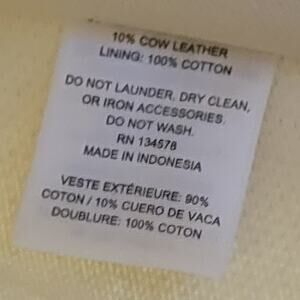 10% COW LEATHER
LINING: 100% COTTON
DO NOT LAUNDER, DRY CLEAN,
OR IRON ACCESSORIES.
DO NOT WASH.
RN 134578
MADE IN INDONESIA
VESTE EXTÉRIEURE: 90%
COTON / 10% CUERO DE VACA
DOUBLURE: 100% COTON